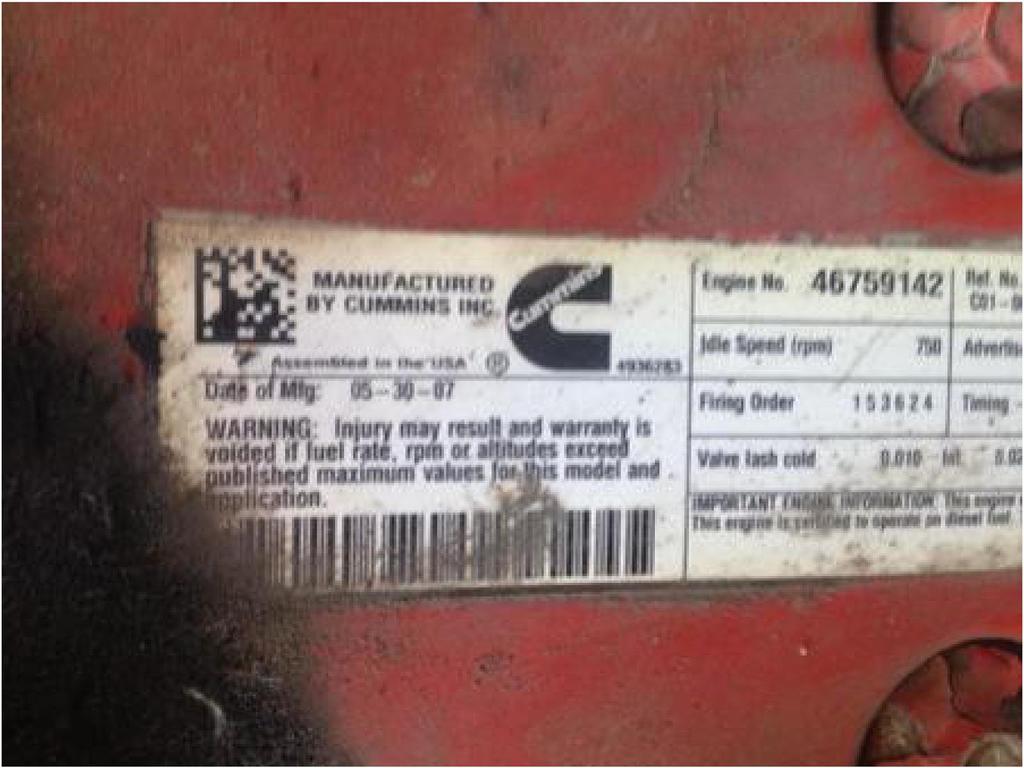 MANUFACTURED
BY CUMMINS INC.
Cummins
Assembled in the USA
®
4936283
Date of Mfg: 05-30-07
WARNING: Injury may result and warranty is
voided if fuel rate, rpm or altitudes exceed
published maximum values for this model and
application.
Engine No. 46759142
Ref. No.
C01-
Idle Speed (rpm) 750
Firing Order 153624
Timing -
Valve lash cold 0.010 Int. 0.02
IMPORTANT ENGINE INFORMATION This engine
This engine is certified to operate on diesel fuel.